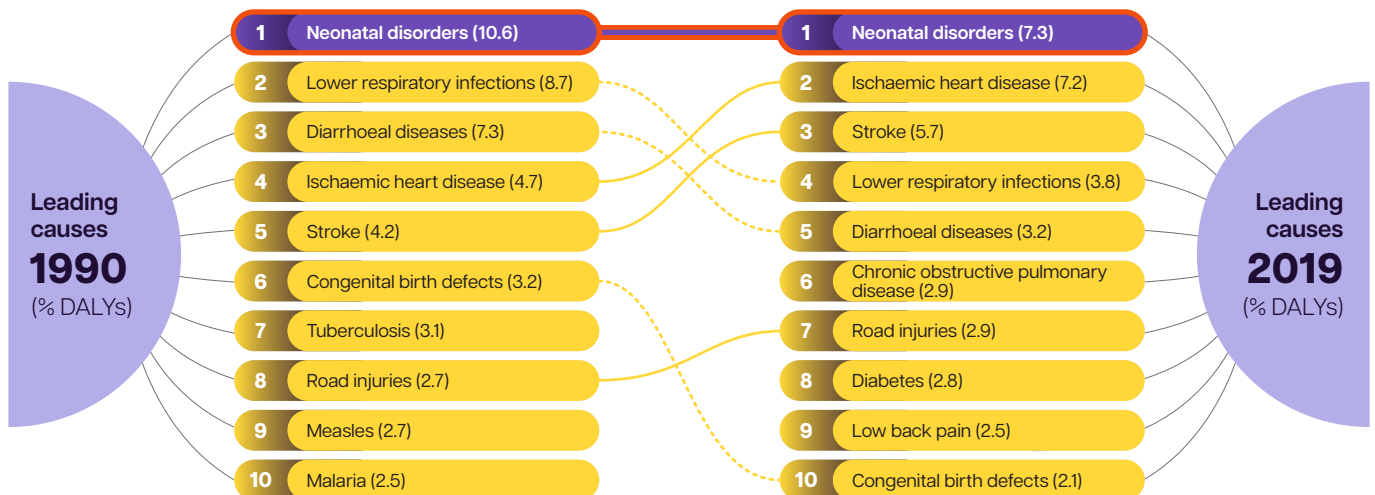 Leading
causes
1990
(% DALYs)
1 Neonatal disorders (10.6)
2 Lower respiratory infections (8.7)
3 Diarrhoeal diseases (7.3)
4 Ischaemic heart disease (4.7)
5 Stroke (4.2)
6 Congenital birth defects (3.2)
7 Tuberculosis (3.1)
8 Road injuries (2.7)
9 Measles (2.7)
10 Malaria (2.5)
1 Neonatal disorders (7.3)
2 Ischaemic heart disease (7.2)
3 Stroke (5.7)
4 Lower respiratory infections (3.8)
5 Diarrhoeal diseases (3.2)
6 Chronic obstructive pulmonary
disease (2.9)
7 Road injuries (2.9)
8 Diabetes (2.8)
9 Low back pain (2.5)
10 Congenital birth defects (2.1)
Leading
causes
2019
(% DALYs)